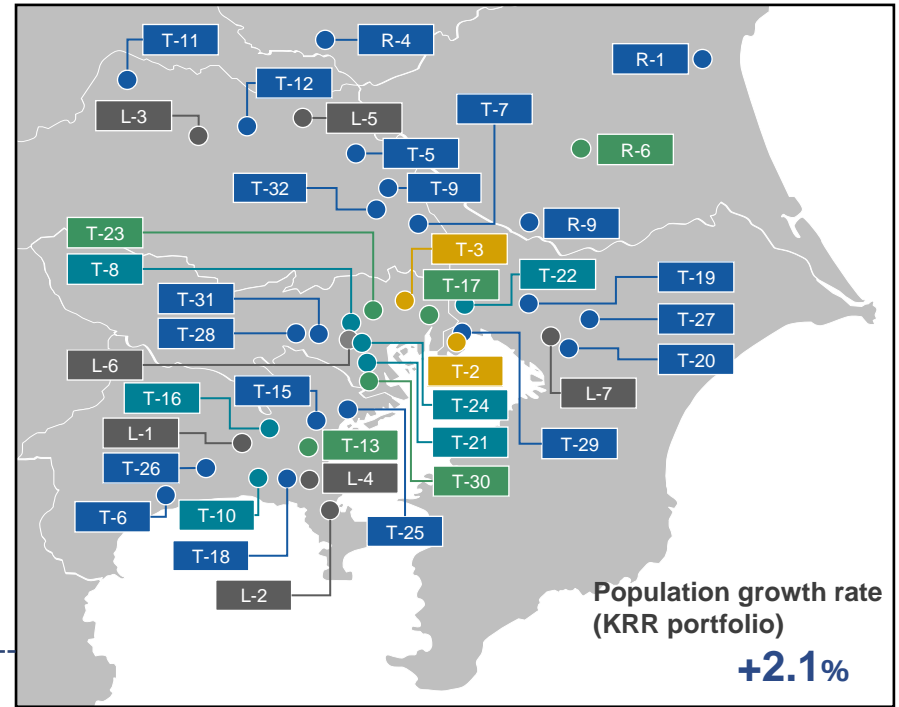 T-11
R-4
R-1
T-12
L-3
L-5
T-7
T-5
R-6
T-32
T-9
T-23
R-9
T-3
T-8
T-17
T-22
T-19
T-31
T-28
T-27
L-6
T-2
T-20
T-15
L-7
T-16
T-24
L-1
T-21
T-29
T-13
T-26
L-4
T-30
T-6
T-10
T-25
T-18
L-2
Population growth rate
(KRR portfolio)
+2.1%